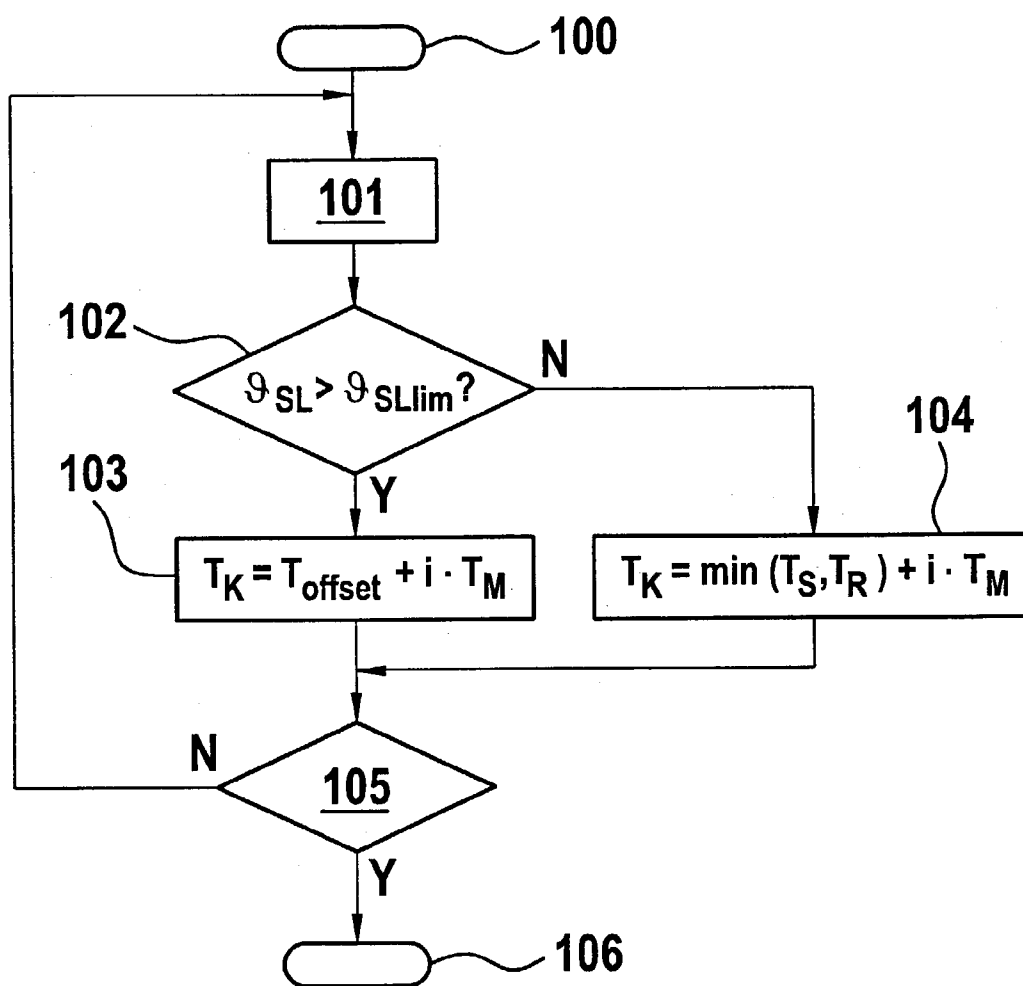 100
101
102
ϑSL > ϑSLlim?
N
104
103
Y
TK = Toffset + i · TM
TK = min (TS,TR) + i · TM
N
105
Y
106